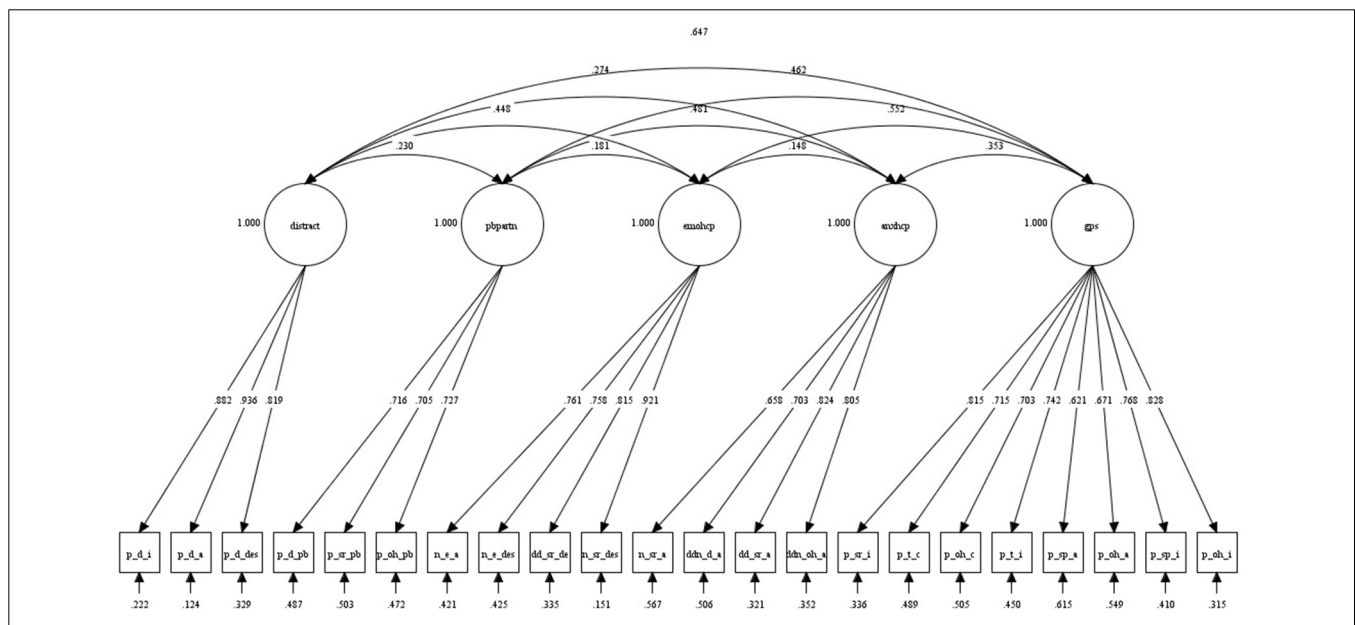 .647
.274 .462
.448 .481 .552
.230 .181 .148 .353
1.000 distract 1.000 pbpartn 1.000 emohcp 1.000 anxhcp 1.000 gps
.882 .936 .819 .716 .705 .727 .761 .758 .815 .921 .658 .703 .824 .805 .815 .715 .703 .742 .621 .671 .768 .828
p_d_i p_d_a p_d_des p_d_pb p_sr_pb p_oh_pb n_e_a n_e_des dd_sr_de n_sr_des n_sr_a ddn_d_a dd_sr_a ddn_oh_a p_sr_i p_t_c p_oh_c p_t_i p_sp_a p_oh_a p_sp_i p_oh_i
.222 .124 .329 .487 .503 .472 .421 .425 .335 .151 .567 .506 .321 .352 .336 .489 .505 .450 .615 .549 .410 .315